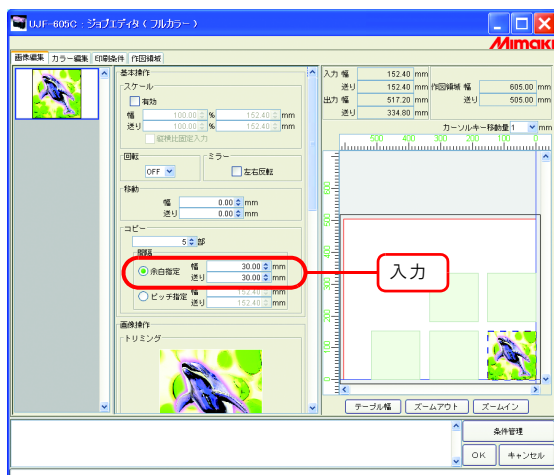 UJF-605C : ジョブエディタ ( フルカラー )
Mimaki
画像編集 カラー編集 印刷条件 作図領域
基本操作
スケール
有効
幅 100.00 % 152.40 mm
送り 100.00 % 152.40 mm
縦横比固定入力
回転
OFF
ミラー
左右反転
移動
幅 0.00 mm
送り 0.00 mm
コピー
5 部
間隔
余白指定 幅 30.00 mm
送り 30.00 mm
ピッチ指定 幅 152.40 mm
送り 152.40 mm
画像操作
トリミング
入力 幅 152.40 mm
送り 152.40 mm
出力 幅 517.20 mm
送り 334.80 mm
作図領域 幅 605.00 mm
送り 505.00 mm
カーソルキー移動量 1 mm
500 400 300 200 100 0
入力
テーブル幅 ズームアウト ズームイン
条件管理
OK キャンセル